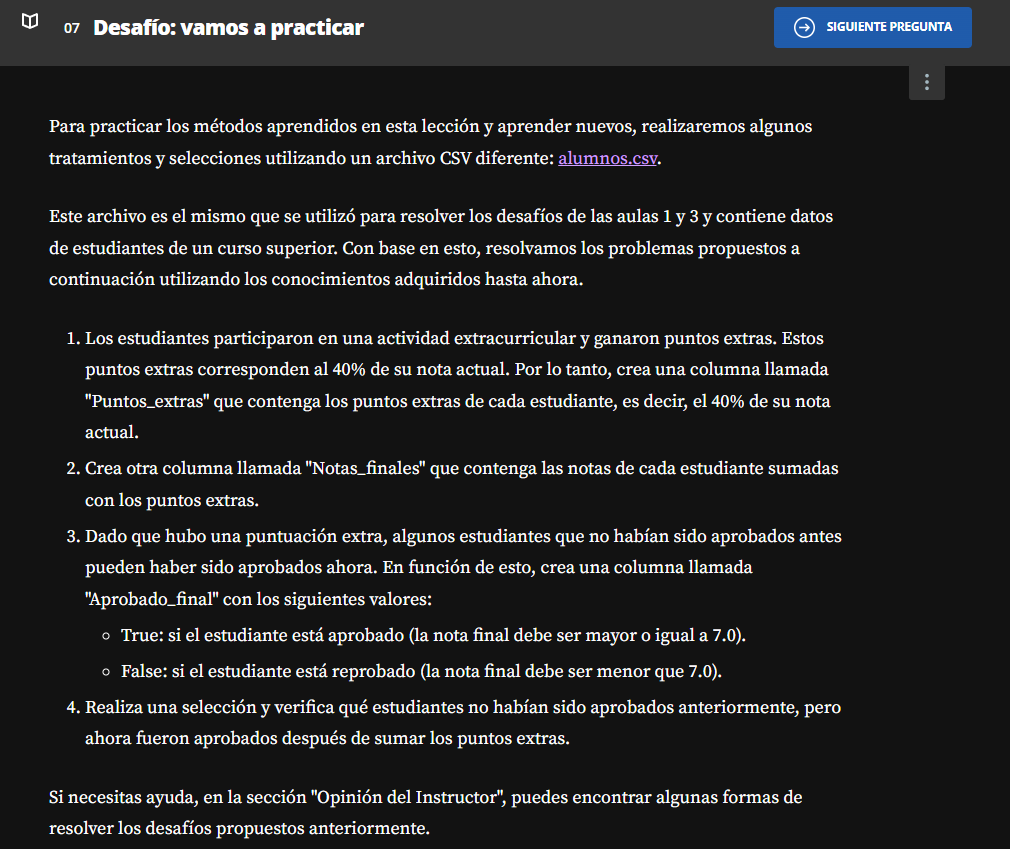 07 Desafío: vamos a practicar
SIGUIENTE PREGUNTA
Para practicar los métodos aprendidos en esta lección y aprender nuevos, realizaremos algunos
tratamientos y selecciones utilizando un archivo CSV diferente: alumnos.csv.
Este archivo es el mismo que se utilizó para resolver los desafíos de las aulas 1 y 3 y contiene datos
de estudiantes de un curso superior. Con base en esto, resolvamos los problemas propuestos a
continuación utilizando los conocimientos adquiridos hasta ahora.
1. Los estudiantes participaron en una actividad extracurricular y ganaron puntos extras. Estos
puntos extras corresponden al 40% de su nota actual. Por lo tanto, crea una columna llamada
"Puntos_extras" que contenga los puntos extras de cada estudiante, es decir, el 40% de su nota
actual.
2. Crea otra columna llamada "Notas_finales" que contenga las notas de cada estudiante sumadas
con los puntos extras.
3. Dado que hubo una puntuación extra, algunos estudiantes que no habían sido aprobados antes
pueden haber sido aprobados ahora. En función de esto, crea una columna llamada
"Aprobado_final" con los siguientes valores:
◦ True: si el estudiante está aprobado (la nota final debe ser mayor o igual a 7.0).
◦ False: si el estudiante está reprobado (la nota final debe ser menor que 7.0).
4. Realiza una selección y verifica qué estudiantes no habían sido aprobados anteriormente, pero
ahora fueron aprobados después de sumar los puntos extras.
Si necesitas ayuda, en la sección "Opinión del Instructor", puedes encontrar algunas formas de
resolver los desafíos propuestos anteriormente.